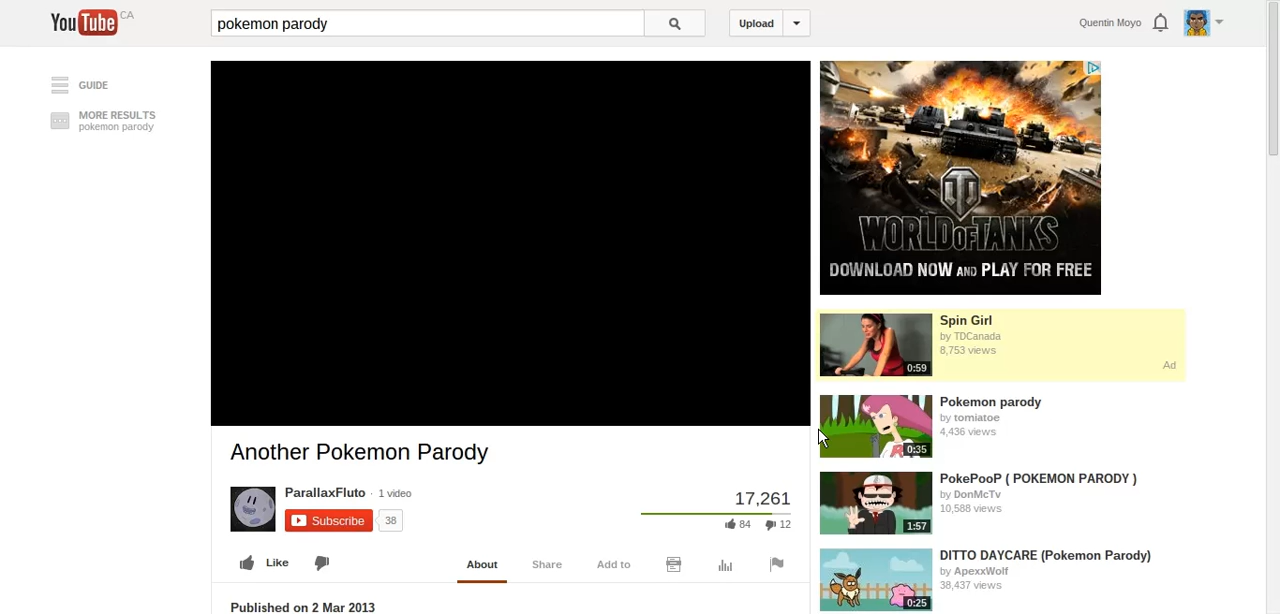 YouTube CA
pokemon parody
Upload
Quentin Moyo
GUIDE
MORE RESULTS
pokemon parody
WORLD OF TANKS
DOWNLOAD NOW AND PLAY FOR FREE
Spin Girl
by TDCanada
8,753 views
Ad
0:59
Pokemon parody
by tomiatoe
4,436 views
0:35
PokePooP ( POKEMON PARODY )
by DonMcTv
10,588 views
1:57
DITTO DAYCARE (Pokemon Parody)
by ApexxWolf
38,437 views
0:25
Another Pokemon Parody
ParallaxFluto · 1 video
Subscribe 38
17,261
84 12
Like
About Share Add to
Published on 2 Mar 2013